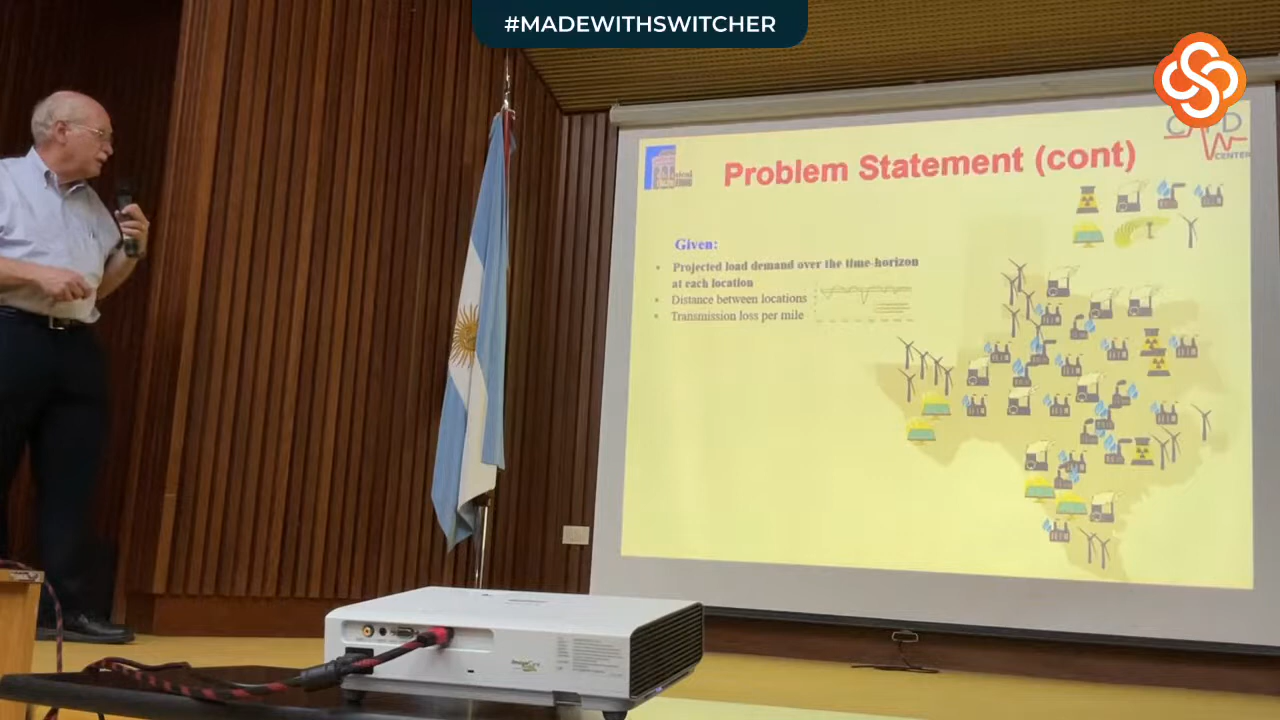 #MADEWITHSWITCHER
Problem Statement (cont)
CENTER
Given:
Projected load demand over the time-horizon
at each location
Distance between locations
Transmission loss per mile